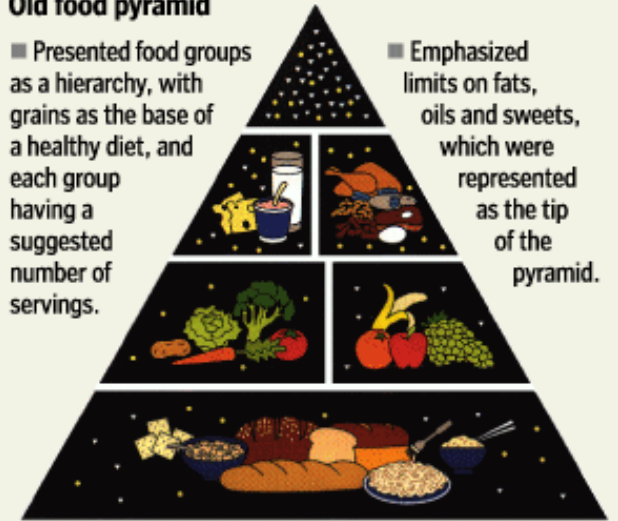 Old food pyramid
■ Presented food groups
as a hierarchy, with
grains as the base of
a healthy diet, and
each group
having a
suggested
number of
servings.
■ Emphasized
limits on fats,
oils and sweets,
which were
represented
as the tip
of the
pyramid.